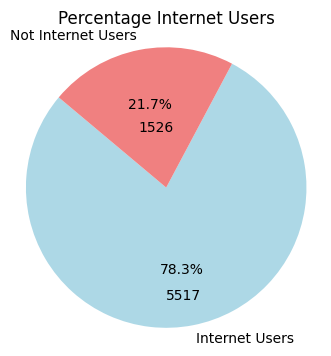 Percentage Internet Users
Not Internet Users
21.7%
1526
78.3%
5517
Internet Users